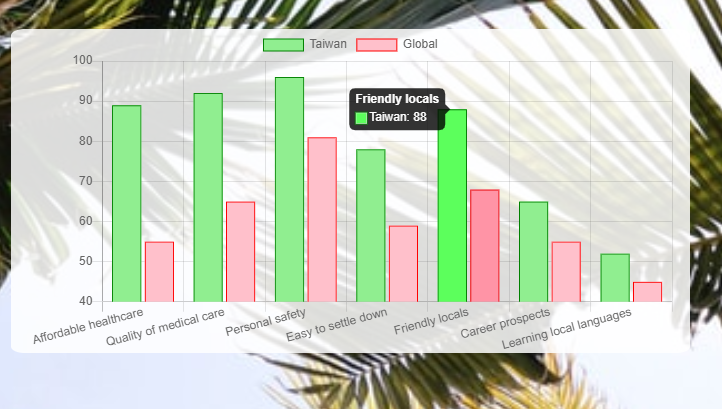 Taiwan Global
100
90
80
70
60
50
40
Friendly locals
Taiwan: 88
Affordable healthcare
Quality of medical care
Personal safety
Easy to settle down
Friendly locals
Career prospects
Learning local languages